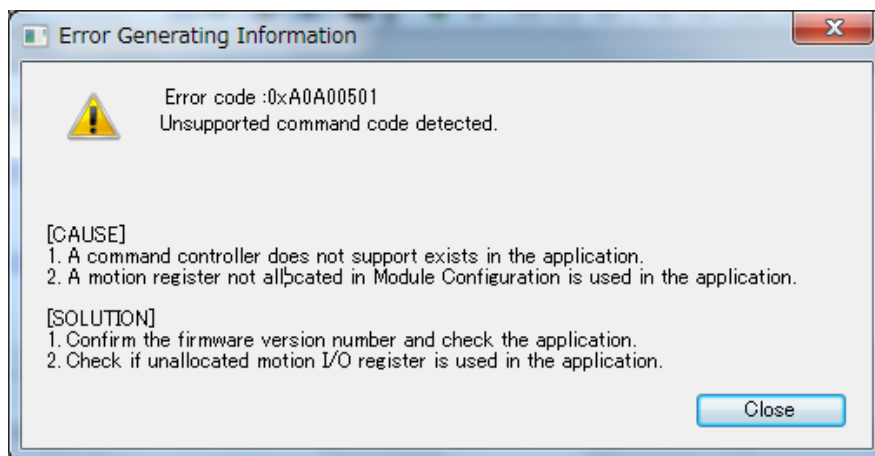 Error Generating Information
Error code :0xA0A00501
Unsupported command code detected.
[CAUSE]
1. A command controller does not support exists in the application.
2. A motion register not allocated in Module Configuration is used in the application.
[SOLUTION]
1. Confirm the firmware version number and check the application.
2. Check if unallocated motion I/O register is used in the application.
Close